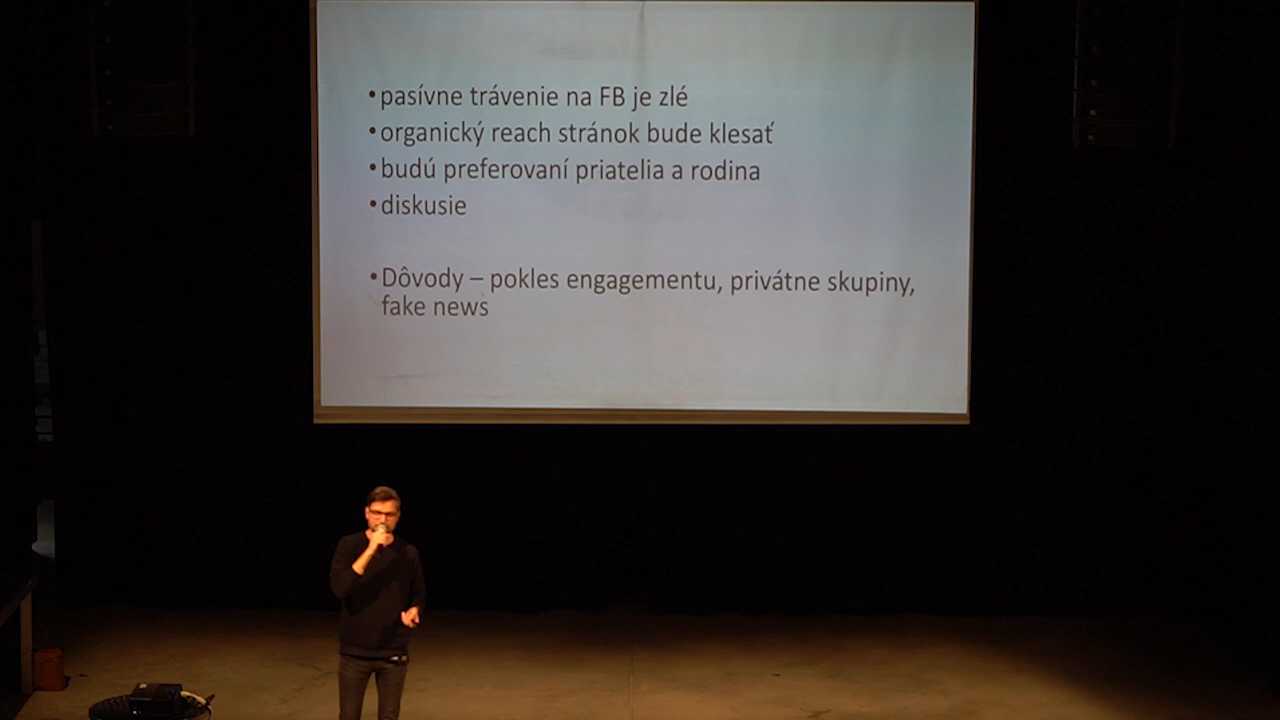 •pasívne trávenie na FB je zlé
•organický reach stránok bude klesať
•budú preferovaní priatelia a rodina
•diskusie
•Dôvody – pokles engagementu, privátne skupiny,
fake news